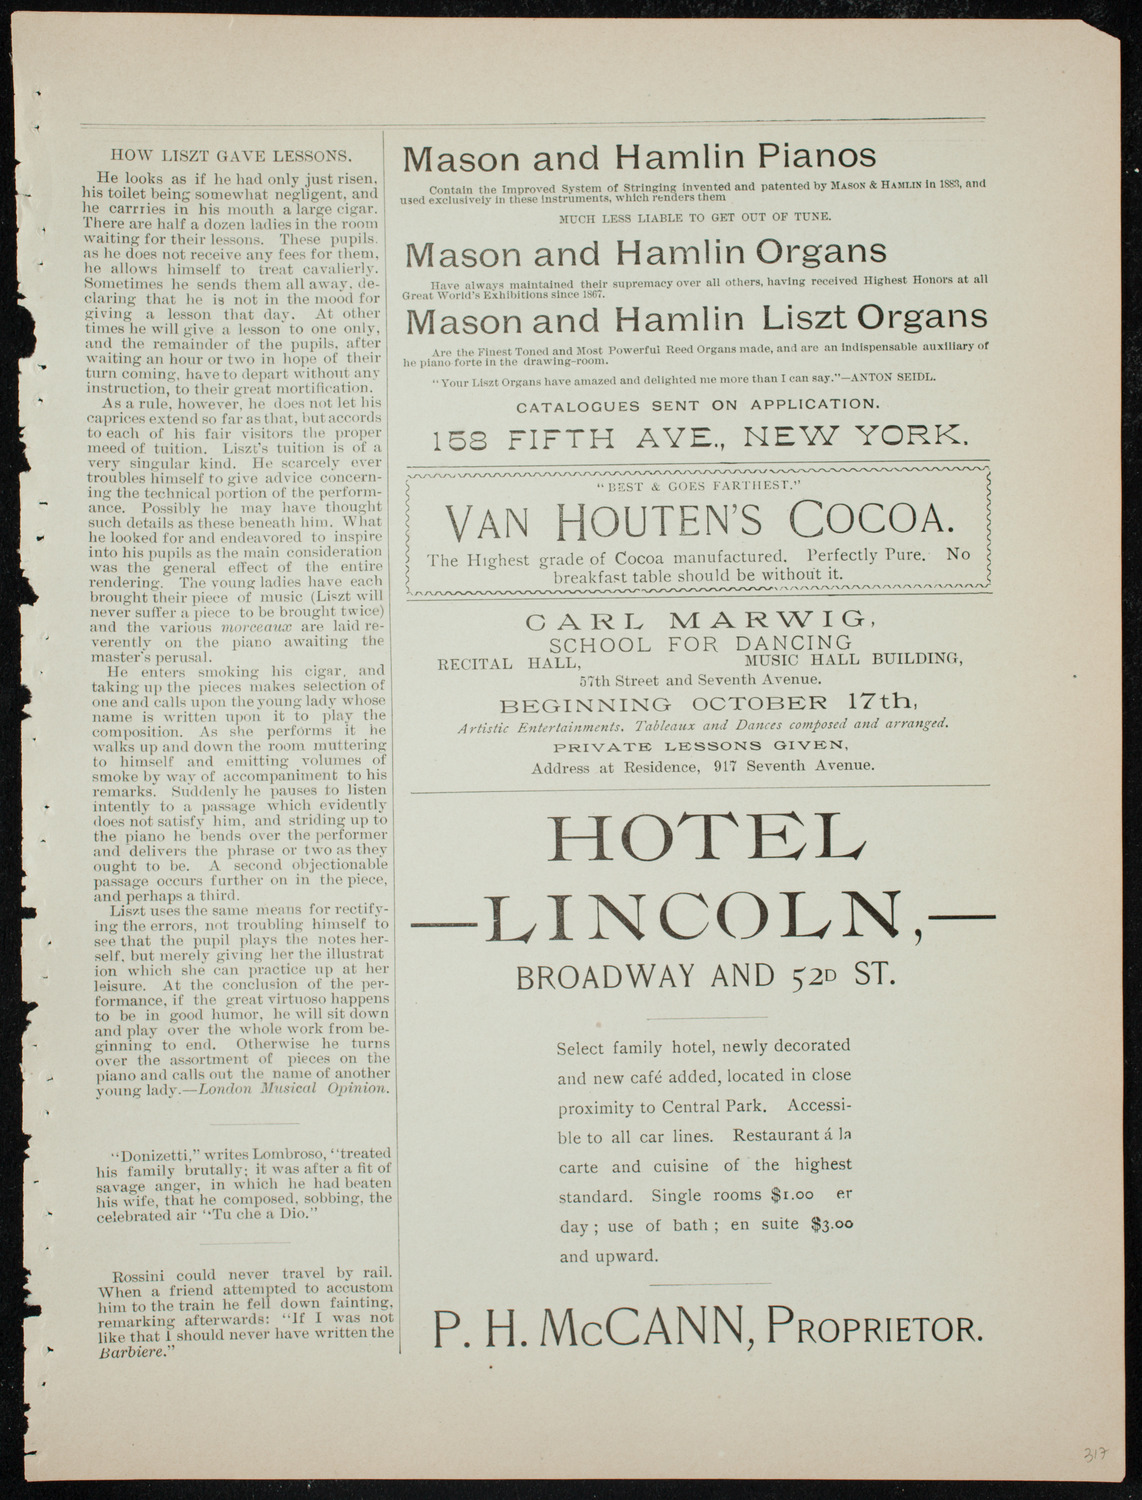 HOW LISZT GAVE LESSONS.
He looks as if he had only just risen,
his toilet being somewhat negligent, and
he carrries in his mouth a large cigar.
There are half a dozen ladies in the room
waiting for their lessons. These pupils,
as he does not receive any fees for them,
he allows himself to treat cavalierly.
Sometimes he sends them all away, de-
claring that he is not in the mood for
giving a lesson that day. At other
times he will give a lesson to one only,
and the remainder of the pupils, after
waiting an hour or two in hope of their
turn coming, have to depart without any
instruction, to their great mortification.
As a rule, however, he does not let his
caprices extend so far as that, but accords
to each of his fair visitors the proper
meed of tuition. Liszt's tuition is of a
very singular kind. He scarcely ever
troubles himself to give advice concern-
ing the technical portion of the perform-
ance. Possibly he may have thought
such details as these beneath him. What
he looked for and endeavored to inspire
into his pupils as the main consideration
was the general effect of the entire
rendering. The young ladies have each
brought their piece of music (Liszt will
never suffer a piece to be brought twice)
and the various morceaux are laid re-
verently on the piano awaiting the
master's perusal.
He enters smoking his cigar, and
taking up the pieces makes selection of
one and calls upon the young lady whose
name is written upon it to play the
composition. As she performs it he
walks up and down the room muttering
to himself and emitting volumes of
smoke by way of accompaniment to his
remarks. Suddenly he pauses to listen
intently to a passage which evidently
does not satisfy him, and striding up to
the piano he bends over the performer
and delivers the phrase or two as they
ought to be. A second objectionable
passage occurs further on in the piece,
and perhaps a third.
Liszt uses the same means for rectify-
ing the errors, not troubling himself to
see that the pupil plays the notes her-
self, but merely giving her the illustrat
ion which she can practice up at her
leisure. At the conclusion of the per-
formance, if the great virtuoso happens
to be in good humor, he will sit down
and play over the whole work from be-
ginning to end. Otherwise he turns
over the assortment of pieces on the
piano and calls out the name of another
young lady.—London Musical Opinion.
"Donizetti," writes Lombroso, "treated
his family brutally; it was after a fit of
savage anger, in which he had beaten
his wife, that he composed, sobbing, the
celebrated air "Tu che a Dio."
Rossini could never travel by rail.
When a friend attempted to accustom
him to the train he fell down fainting,
remarking afterwards: "If I was not
like that I should never have written the
Barbiere."
Mason and Hamlin Pianos
Contain the Improved System of Stringing invented and patented by MASON & HAMLIN in 1883, and
used exclusively in these instruments, which renders them
MUCH LESS LIABLE TO GET OUT OF TUNE.
Mason and Hamlin Organs
Have always maintained their supremacy over all others, having received Highest Honors at all
Great World's Exhibitions since 1867.
Mason and Hamlin Liszt Organs
Are the Finest Toned and Most Powerful Reed Organs made, and are an indispensable auxiliary of
he piano forte in the drawing-room.
"Your Liszt Organs have amazed and delighted me more than I can say."—ANTON SEIDL.
CATALOGUES SENT ON APPLICATION.
158 FIFTH AVE., NEW YORK.
"BEST & GOES FARTHEST."
VAN HOUTEN'S COCOA.
The Highest grade of Cocoa manufactured. Perfectly Pure. No
breakfast table should be without it.
CARL MARWIG,
SCHOOL FOR DANCING
RECITAL HALL, MUSIC HALL BUILDING,
57th Street and Seventh Avenue.
BEGINNING OCTOBER 17th,
Artistic Entertainments, Tableaux and Dances composed and arranged.
PRIVATE LESSONS GIVEN,
Address at Residence, 917 Seventh Avenue.
HOTEL
—LINCOLN,—
BROADWAY AND 52D ST.
Select family hotel, newly decorated
and new café added, located in close
proximity to Central Park. Accessi-
ble to all car lines. Restaurant á la
carte and cuisine of the highest
standard. Single rooms $1.00 er
day; use of bath; en suite $3.00
and upward.
P. H. McCANN, PROPRIETOR.
317